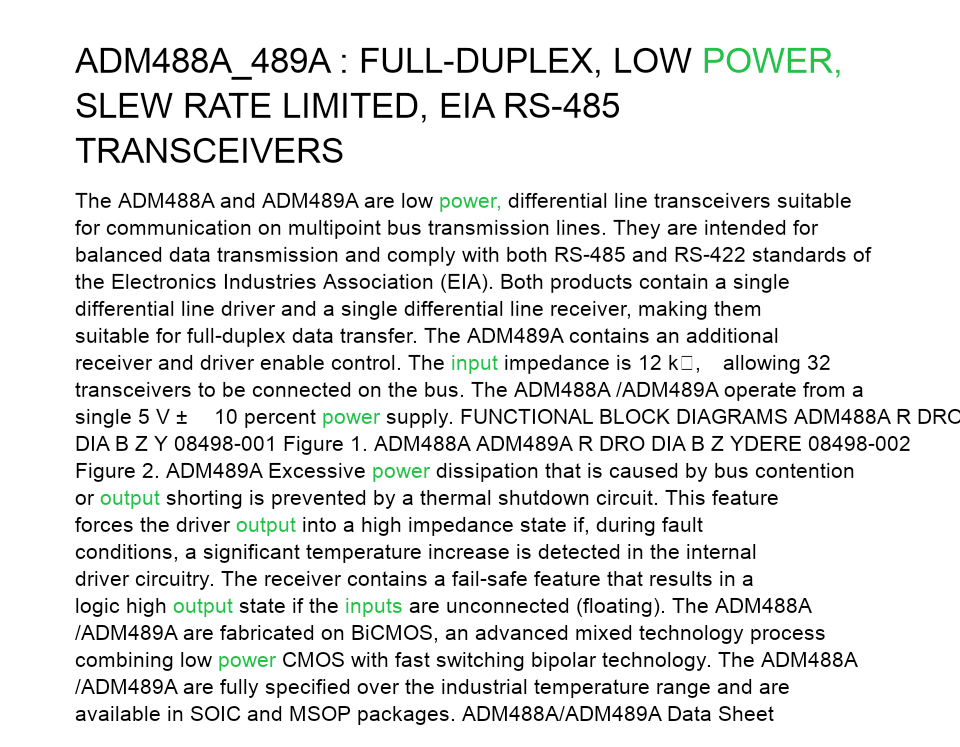 ADM488A_489A : FULL-DUPLEX, LOW POWER,
SLEW RATE LIMITED, EIA RS-485
TRANSCEIVERS
The ADM488A and ADM489A are low power, differential line transceivers suitable
for communication on multipoint bus transmission lines. They are intended for
balanced data transmission and comply with both RS-485 and RS-422 standards of
the Electronics Industries Association (EIA). Both products contain a single
differential line driver and a single differential line receiver, making them
suitable for full-duplex data transfer. The ADM489A contains an additional
receiver and driver enable control. The input impedance is 12 k□, allowing 32
transceivers to be connected on the bus. The ADM488A /ADM489A operate from a
single 5 V ± 10 percent power supply. FUNCTIONAL BLOCK DIAGRAMS ADM488A R DRO
DIA B Z Y 08498-001 Figure 1. ADM488A ADM489A R DRO DIA B Z YDERE 08498-002
Figure 2. ADM489A Excessive power dissipation that is caused by bus contention
or output shorting is prevented by a thermal shutdown circuit. This feature
forces the driver output into a high impedance state if, during fault
conditions, a significant temperature increase is detected in the internal
driver circuitry. The receiver contains a fail-safe feature that results in a
logic high output state if the inputs are unconnected (floating). The ADM488A
/ADM489A are fabricated on BiCMOS, an advanced mixed technology process
combining low power CMOS with fast switching bipolar technology. The ADM488A
/ADM489A are fully specified over the industrial temperature range and are
available in SOIC and MSOP packages. ADM488A/ADM489A Data Sheet